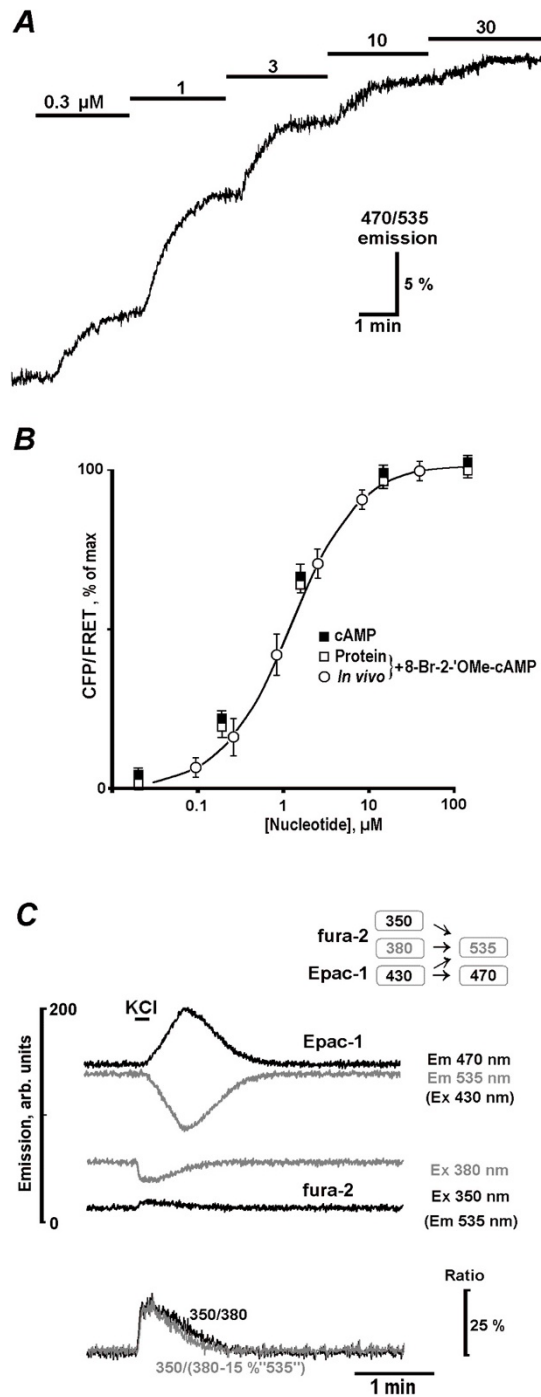 A
0.3 µM
1
3
10
30
470/535
emission
5 %
1 min
B
CFP/FRET, % of max
100
0
0.1
1
10
100
[Nucleotide], µM
cAMP
Protein
In vivo
+8-Br-2-'OMe-cAMP
C
fura-2
350
380
535
Epac-1
430
470
200
KCl
Epac-1
Em 470 nm
Em 535 nm
(Ex 430 nm)
Emission, arb. units
Ex 380 nm
fura-2
Ex 350 nm
0
(Em 535 nm)
Ratio
350/380
25 %
350/(380-15 %"535")
1 min